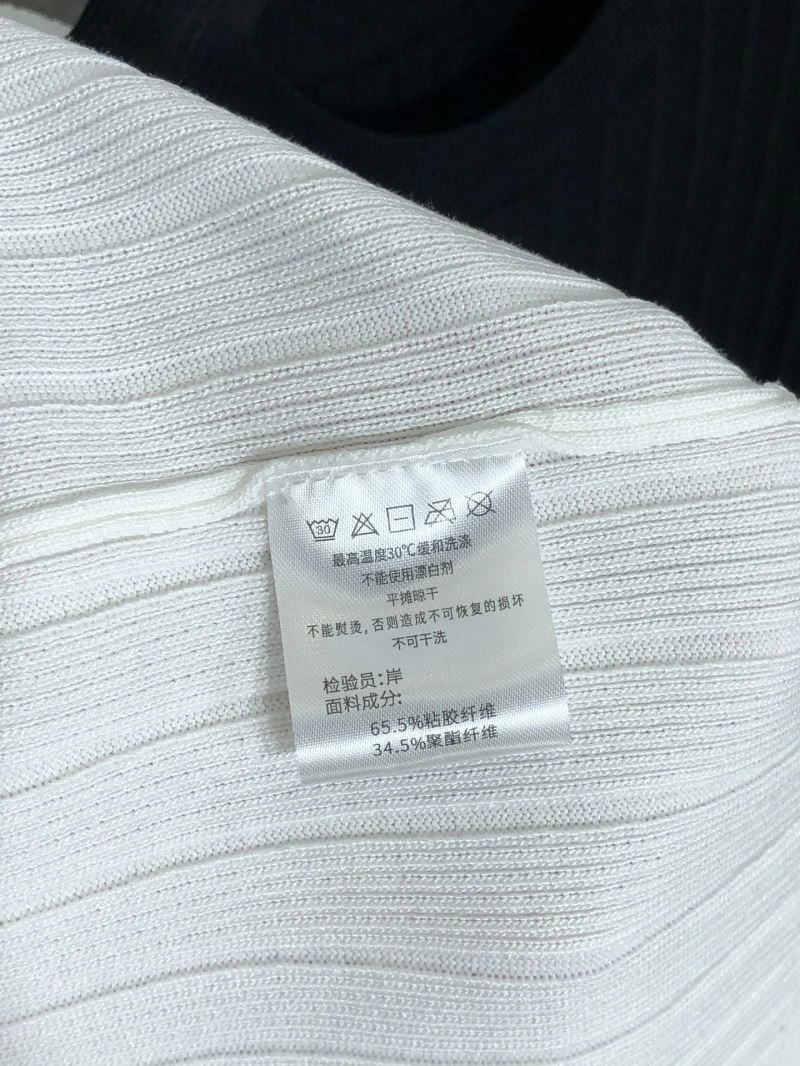 30
最高温度30℃缓和洗涤
不能使用漂白剂
平摊晾干
不能熨烫,否则造成不可恢复的损坏
不可干洗
检验员:岸
面料成分:
65.5%粘胶纤维
34.5%聚酯纤维